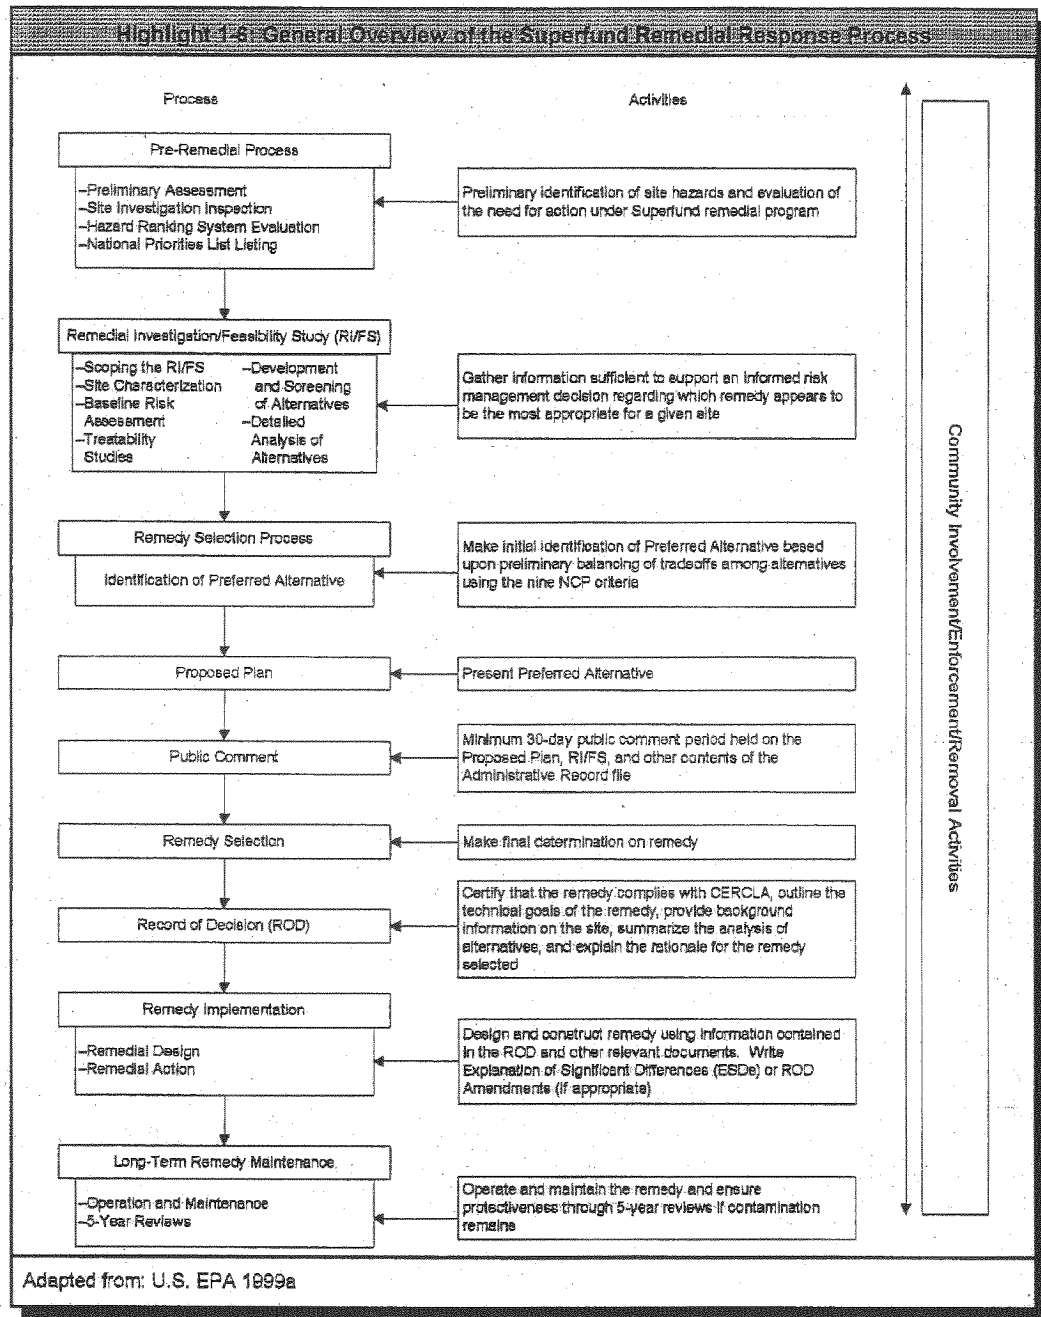 Highlight 1-6: General Overview of the Superfund Remedial Response Process
Process
Activities
Pre-Remedial Process
–Preliminary Assessment
–Site Investigation Inspection
–Hazard Ranking System Evaluation
–National Priorities List Listing
Preliminary identification of site hazards and evaluation of
the need for action under Superfund remedial program
Remedial Investigation/Feasibility Study (RI/FS)
–Scoping the RI/FS
–Site Characterization
–Baseline Risk
Assessment
–Treatability
Studies
–Development
and Screening
of Alternatives
–Detailed
Analysis of
Alternatives
Gather information sufficient to support an informed risk
management decision regarding which remedy appears to
be the most appropriate for a given site
Remedy Selection Process
Identification of Preferred Alternative
Make initial identification of Preferred Alternative based
upon preliminary balancing of tradeoffs among alternatives
using the nine NCP criteria
Proposed Plan
Present Preferred Alternative
Public Comment
Minimum 30-day public comment period held on the
Proposed Plan, RI/FS, and other contents of the
Administrative Record file
Remedy Selection
Make final determination on remedy
Record of Decision (ROD)
Certify that the remedy complies with CERCLA, outline the
technical goals of the remedy, provide background
information on the site, summarize the analysis of
alternatives, and explain the rationale for the remedy
selected
Remedy Implementation
–Remedial Design
–Remedial Action
Design and construct remedy using information contained
in the ROD and other relevant documents. Write
Explanation of Significant Differences (ESDs) or ROD
Amendments (if appropriate)
Long-Term Remedy Maintenance
–Operation and Maintenance
–5-Year Reviews
Operate and maintain the remedy and ensure
protectiveness through 5-year reviews if contamination
remains
Community Involvement/Enforcement/Removal Activities
Adapted from: U.S. EPA 1999a